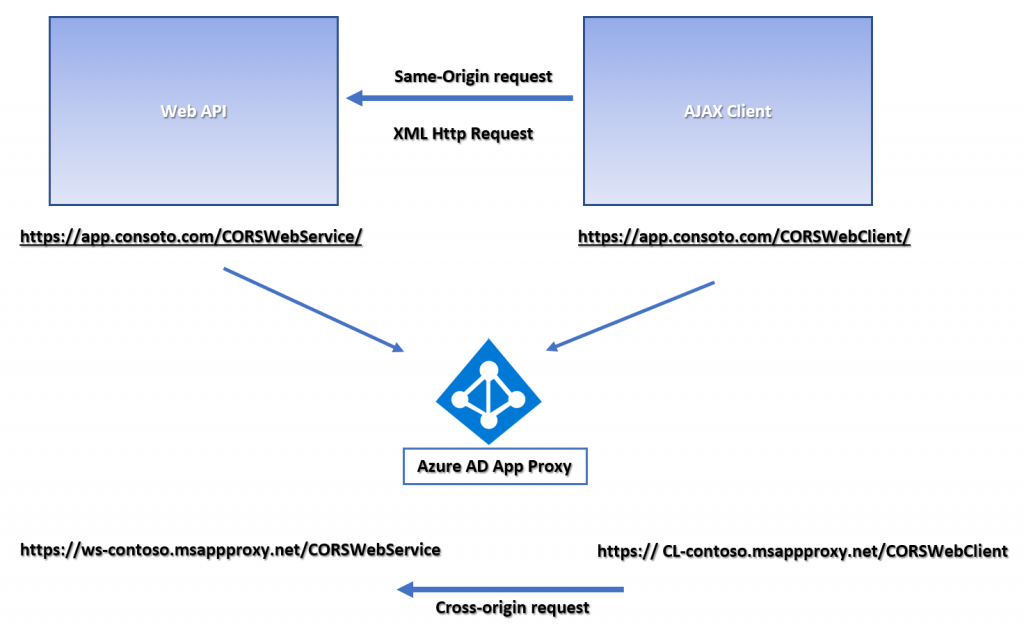 Same-Origin request
Web API
AJAX Client
XML Http Request
https://app.consoto.com/CORSWebService/
https://app.consoto.com/CORSWebClient/
Azure AD App Proxy
https://ws-contoso.msappproxy.net/CORSWebService
https:// CL-contoso.msappproxy.net/CORSWebClient
Cross-origin request